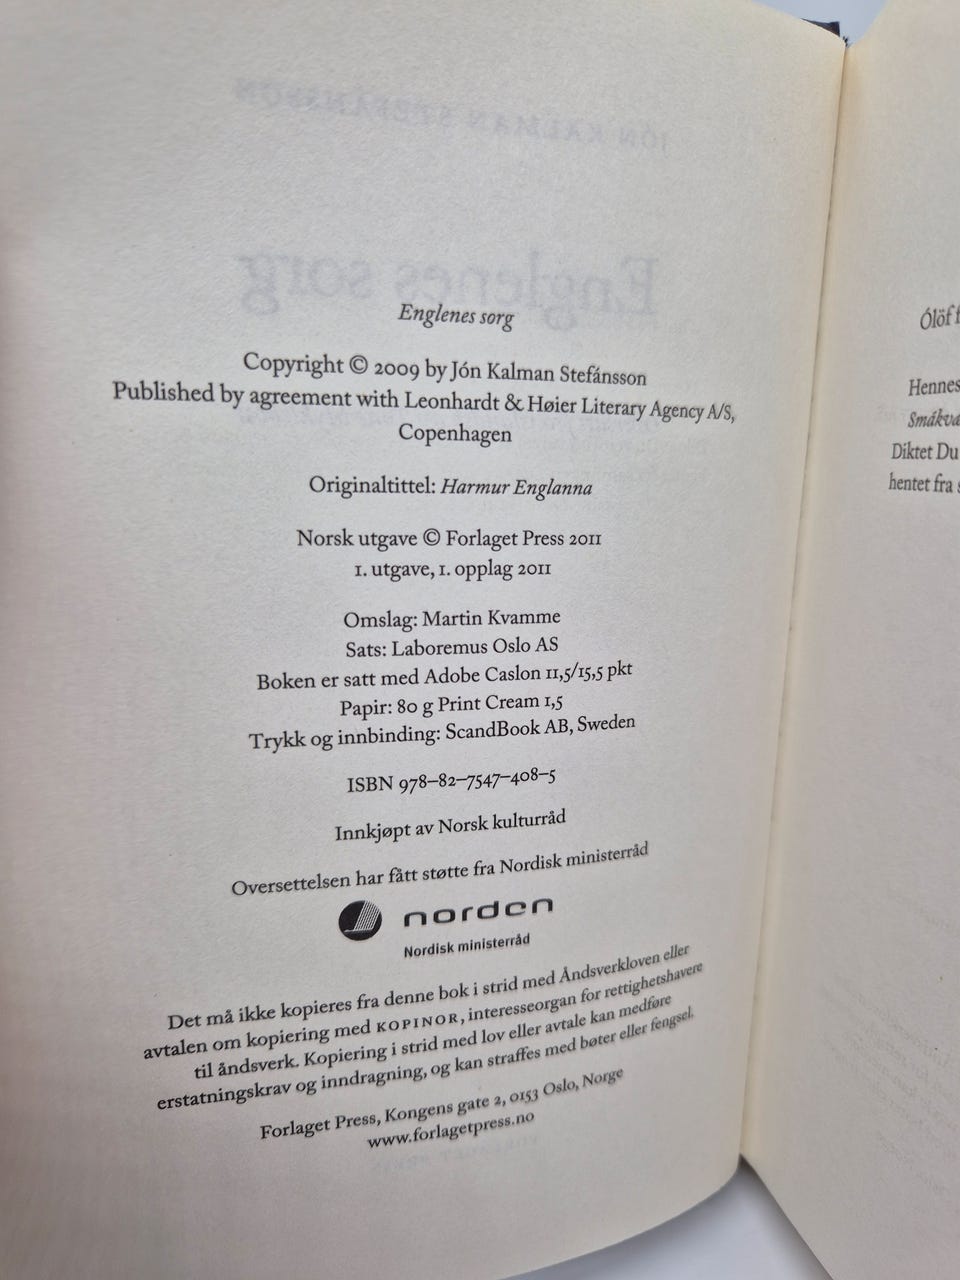 Englenes sorg
Copyright © 2009 by Jón Kalman Stefánsson
Published by agreement with Leonhardt & Høier Literary Agency A/S,
Copenhagen
Originaltittel: Harmur Englanna
Norsk utgave © Forlaget Press 2011
1. utgave, 1. opplag 2011
Omslag: Martin Kvamme
Sats: Laboremus Oslo AS
Boken er satt med Adobe Caslon 11,5/15,5 pkt
Papir: 80 g Print Cream 1,5
Trykk og innbinding: ScandBook AB, Sweden
ISBN 978–82–7547–408–5
Innkjøpt av Norsk kulturråd
Oversettelsen har fått støtte fra Nordisk ministerråd
norden
Nordisk ministerråd
Det må ikke kopieres fra denne bok i strid med Åndsverkloven eller
avtalen om kopiering med KOPINOR, interesseorgan for rettighetshavere
til åndsverk. Kopiering i strid med lov eller avtale kan medføre
erstatningskrav og inndragning, og kan straffes med bøter eller fengsel.
Forlaget Press, Kongens gate 2, 0153 Oslo, Norge
www.forlagetpress.no
Ólöf f
Hennes
Småkva
Diktet Du
hentet fra